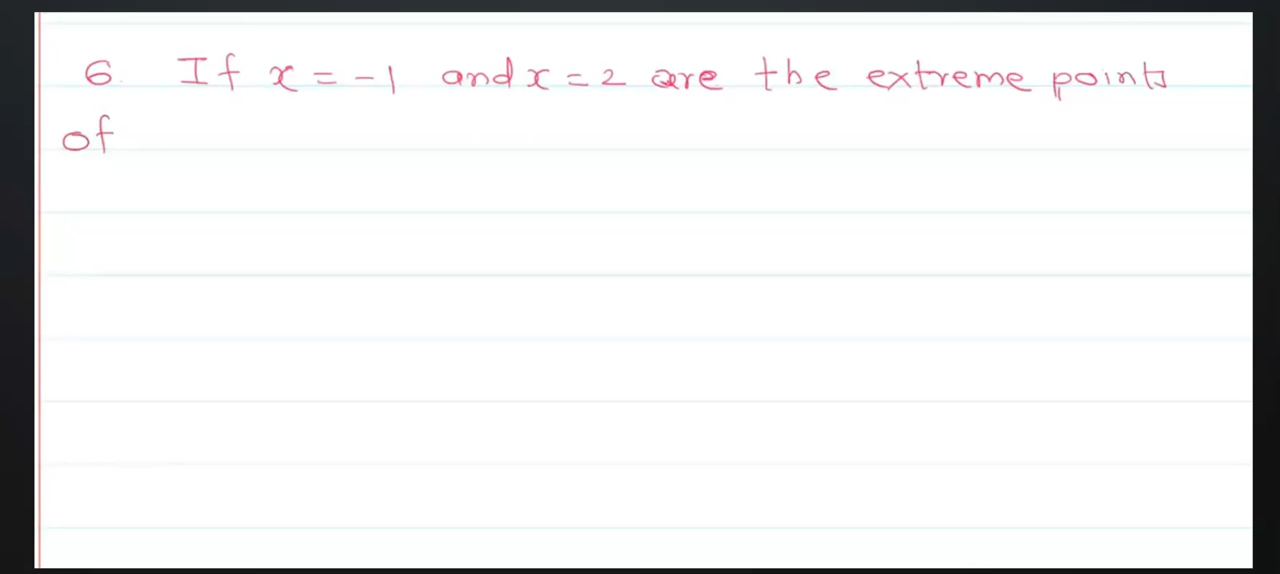 6. If x = -1 and x = 2 are the extreme points
of